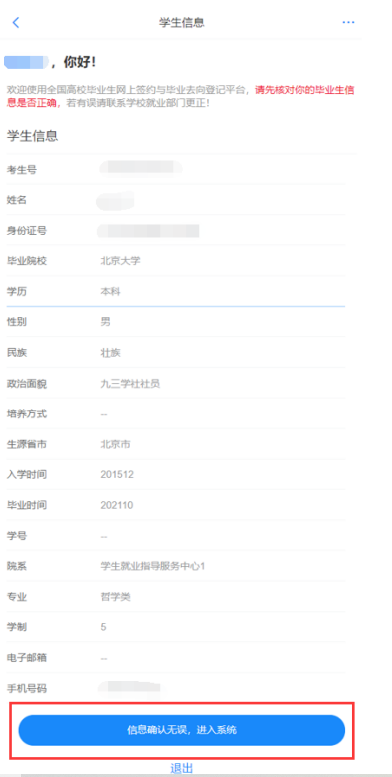 学生信息
，你好!
欢迎使用全国高校毕业生网上签约与毕业去向登记平台，请先核对你的毕业生信
息是否正确，若有误请联系学校就业部门更正!
学生信息
考生号
姓名
身份证号
毕业院校 北京大学
学历 本科
性别 男
民族 壮族
政治面貌 九三学社社员
培养方式 --
生源省市 北京市
入学时间 201512
毕业时间 202110
学号 --
院系 学生就业指导服务中心1
专业 哲学类
学制 5
电子邮箱 --
手机号码
信息确认无误，进入系统
退出